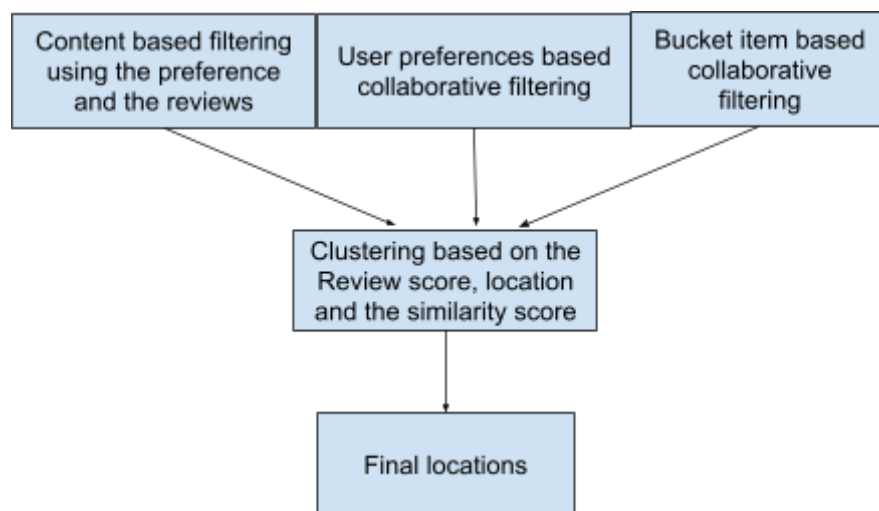 Content based filtering
using the preference
and the reviews
User preferences based
collaborative filtering
Bucket item based
collaborative
filtering
Clustering based on the
Review score, location
and the similarity score
Final locations